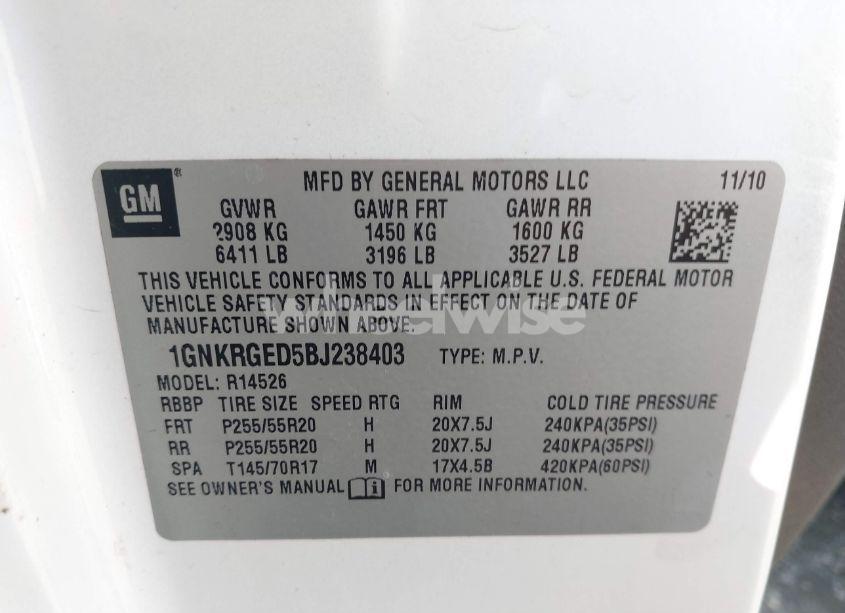 GM® MFD BY GENERAL MOTORS LLC 11/10
GVWR GAWR FRT GAWR RR
2908 KG 1450 KG 1600 KG
6411 LB 3196 LB 3527 LB
THIS VEHICLE CONFORMS TO ALL APPLICABLE U.S. FEDERAL MOTOR
VEHICLE SAFETY STANDARDS IN EFFECT ON THE DATE OF
MANUFACTURE SHOWN ABOVE.
1GNKRGED5BJ238403 TYPE: M.P.V.
MODEL: R14526
RBBP TIRE SIZE SPEED RTG RIM COLD TIRE PRESSURE
FRT P255/55R20 H 20X7.5J 240KPA(35PSI)
RR P255/55R20 H 20X7.5J 240KPA(35PSI)
SPA T145/70R17 M 17X4.5B 420KPA(60PSI)
SEE OWNER'S MANUAL FOR MORE INFORMATION.